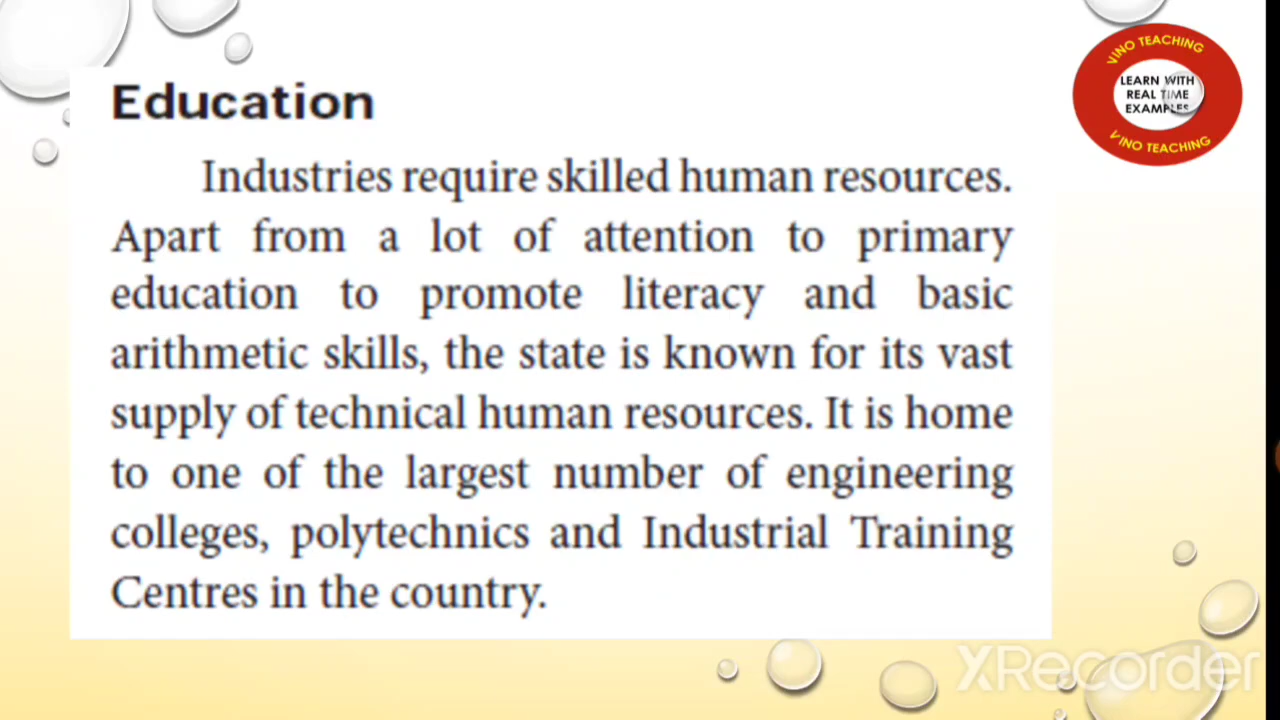 Education
Industries require skilled human resources.
Apart from a lot of attention to primary
education to promote literacy and basic
arithmetic skills, the state is known for its vast
supply of technical human resources. It is home
to one of the largest number of engineering
colleges, polytechnics and Industrial Training
Centres in the country.
VINO TEACHING
LEARN WITH
REAL TIME
EXAMPLES
VINO TEACHING
XRecorder